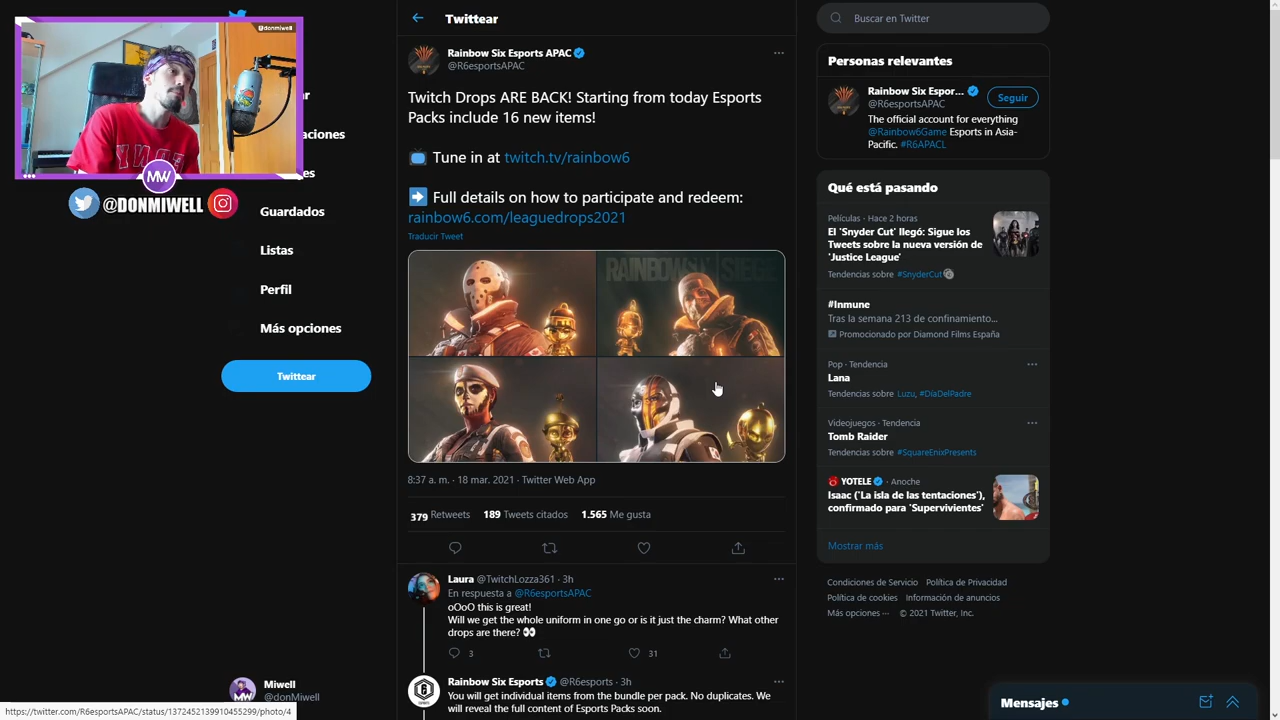 @donmiwell
MW
@DONMIWELL
Guardados
Listas
Perfil
Más opciones
Twittear
Miwell
@donMiwell
https://twitter.com/R6esportsAPAC/status/1372452139910455299/photo/4
Twittear
Rainbow Six Esports APAC
@R6esportsAPAC
Twitch Drops ARE BACK! Starting from today Esports
Packs include 16 new items!
Tune in at twitch.tv/rainbow6
Full details on how to participate and redeem:
rainbow6.com/leaguedrops2021
Traducir Tweet
8:37 a. m. · 18 mar. 2021 · Twitter Web App
379 Retweets 189 Tweets citados 1.565 Me gusta
Laura @TwitchLozza361 · 3h
En respuesta a @R6esportsAPAC
oOoO this is great!
Will we get the whole uniform in one go or is it just the charm? What other
drops are there? 👀
3 31
Rainbow Six Esports @R6esports · 3h
You will get individual items from the bundle per pack. No duplicates. We
will reveal the full content of Esports Packs soon.
Buscar en Twitter
Personas relevantes
Rainbow Six Espor...
@R6esportsAPAC
Seguir
The official account for everything
@Rainbow6Game Esports in Asia-
Pacific. #R6APACL
Qué está pasando
Películas · Hace 2 horas
El 'Snyder Cut' llegó: Sigue los
Tweets sobre la nueva versión de
'Justice League'
Tendencias sobre #SnyderCut
#Inmune
Tras la semana 213 de confinamiento...
Promocionado por Diamond Films España
Pop · Tendencia
Lana
Tendencias sobre Luzu, #DíaDelPadre
Videojuegos · Tendencia
Tomb Raider
Tendencias sobre #SquareEnixPresents
YOTELE · Anoche
Isaac ('La isla de las tentaciones'),
confirmado para 'Supervivientes'
Mostrar más
Condiciones de Servicio Política de Privacidad
Política de cookies Información de anuncios
Más opciones ··· © 2021 Twitter, Inc.
Mensajes